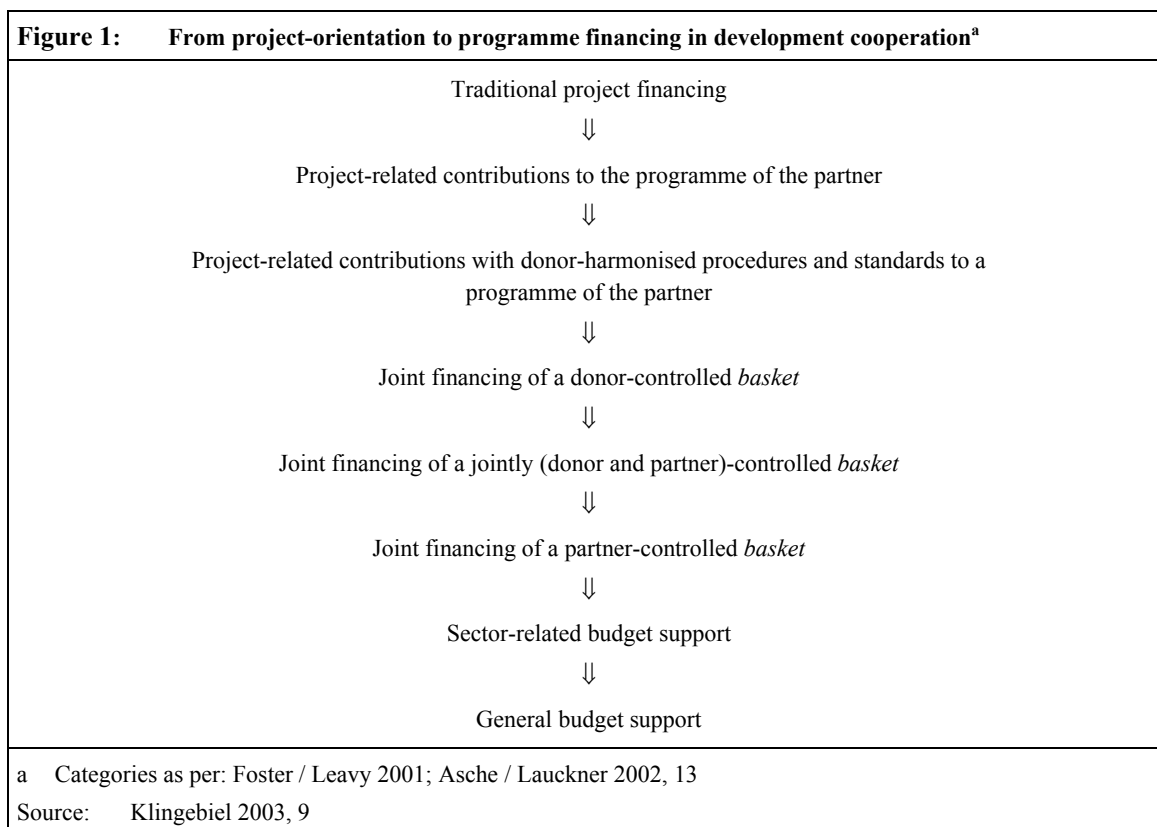 Figure 1: From project-orientation to programme financing in development cooperationᵃ
Traditional project financing
⇓
Project-related contributions to the programme of the partner
⇓
Project-related contributions with donor-harmonised procedures and standards to a
programme of the partner
⇓
Joint financing of a donor-controlled basket
⇓
Joint financing of a jointly (donor and partner)-controlled basket
⇓
Joint financing of a partner-controlled basket
⇓
Sector-related budget support
⇓
General budget support
a Categories as per: Foster / Leavy 2001; Asche / Lauckner 2002, 13
Source: Klingebiel 2003, 9